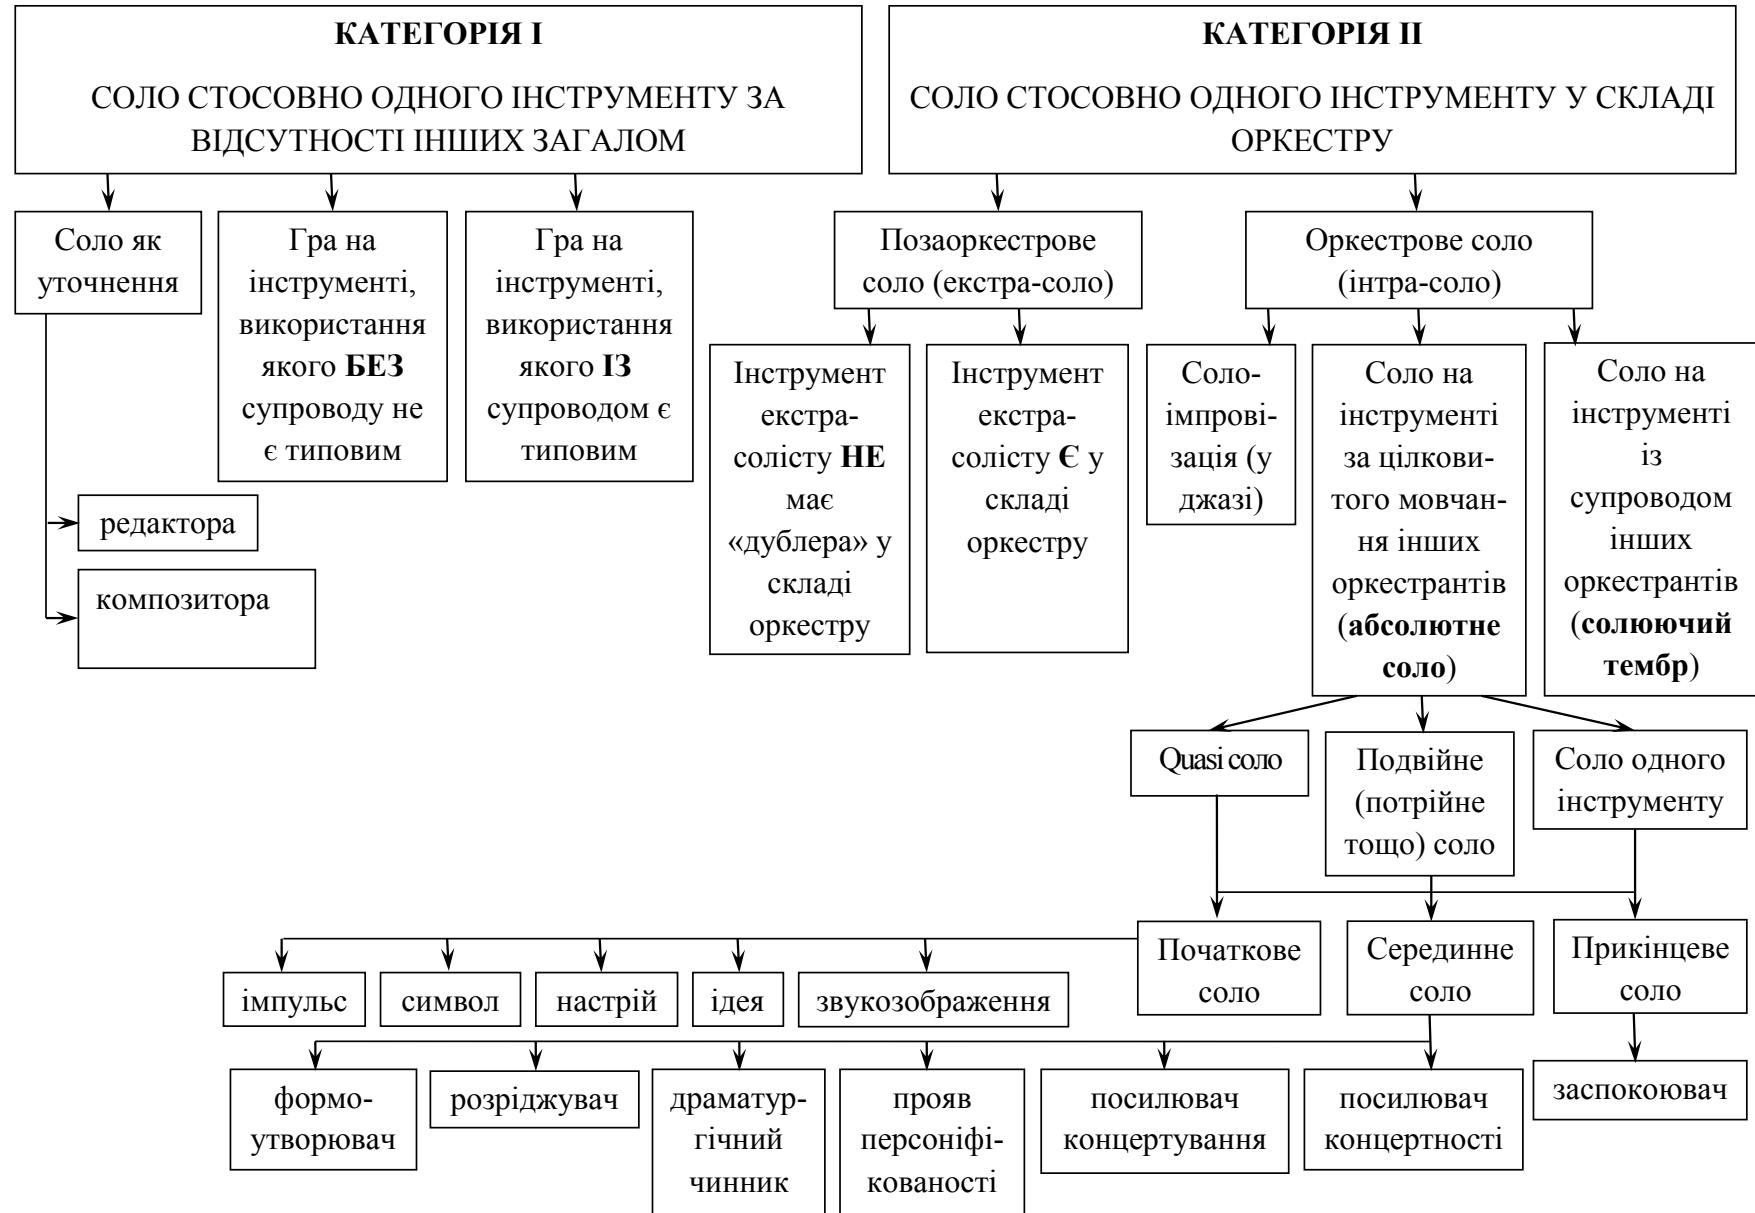 КАТЕГОРІЯ І
СОЛО СТОСОВНО ОДНОГО ІНСТРУМЕНТУ ЗА
ВІДСУТНОСТІ ІНШИХ ЗАГАЛОМ
КАТЕГОРІЯ ІІ
СОЛО СТОСОВНО ОДНОГО ІНСТРУМЕНТУ У СКЛАДІ
ОРКЕСТРУ
Соло як
уточнення
Гра на
інструменті,
використання
якого БЕЗ
супроводу не
є типовим
Гра на
інструменті,
використання
якого ІЗ
супроводом є
типовим
Позаоркестрове
соло (екстра-соло)
Оркестрове соло
(інтра-соло)
редактора
композитора
Інструмент
екстра-
солісту НЕ
має
«дублера» у
складі
оркестру
Інструмент
екстра-
солісту Є у
складі
оркестру
Соло-
імпрові-
зація (у
джазі)
Соло на
інструменті
за цілкови-
того мовчан-
ня інших
оркестрантів
(абсолютне
соло)
Соло на
інструменті
із
супроводом
інших
оркестрантів
(солюючий
тембр)
Quasi соло
Подвійне
(потрійне
тощо) соло
Соло одного
інструменту
Початкове
соло
Серединне
соло
Прикінцеве
соло
імпульс
символ
настрій
ідея
звукозображення
формо-
утворювач
розріджувач
драматур-
гічний
чинник
прояв
персоніфі-
кованості
посилювач
концертування
посилювач
концертності
заспокоювач